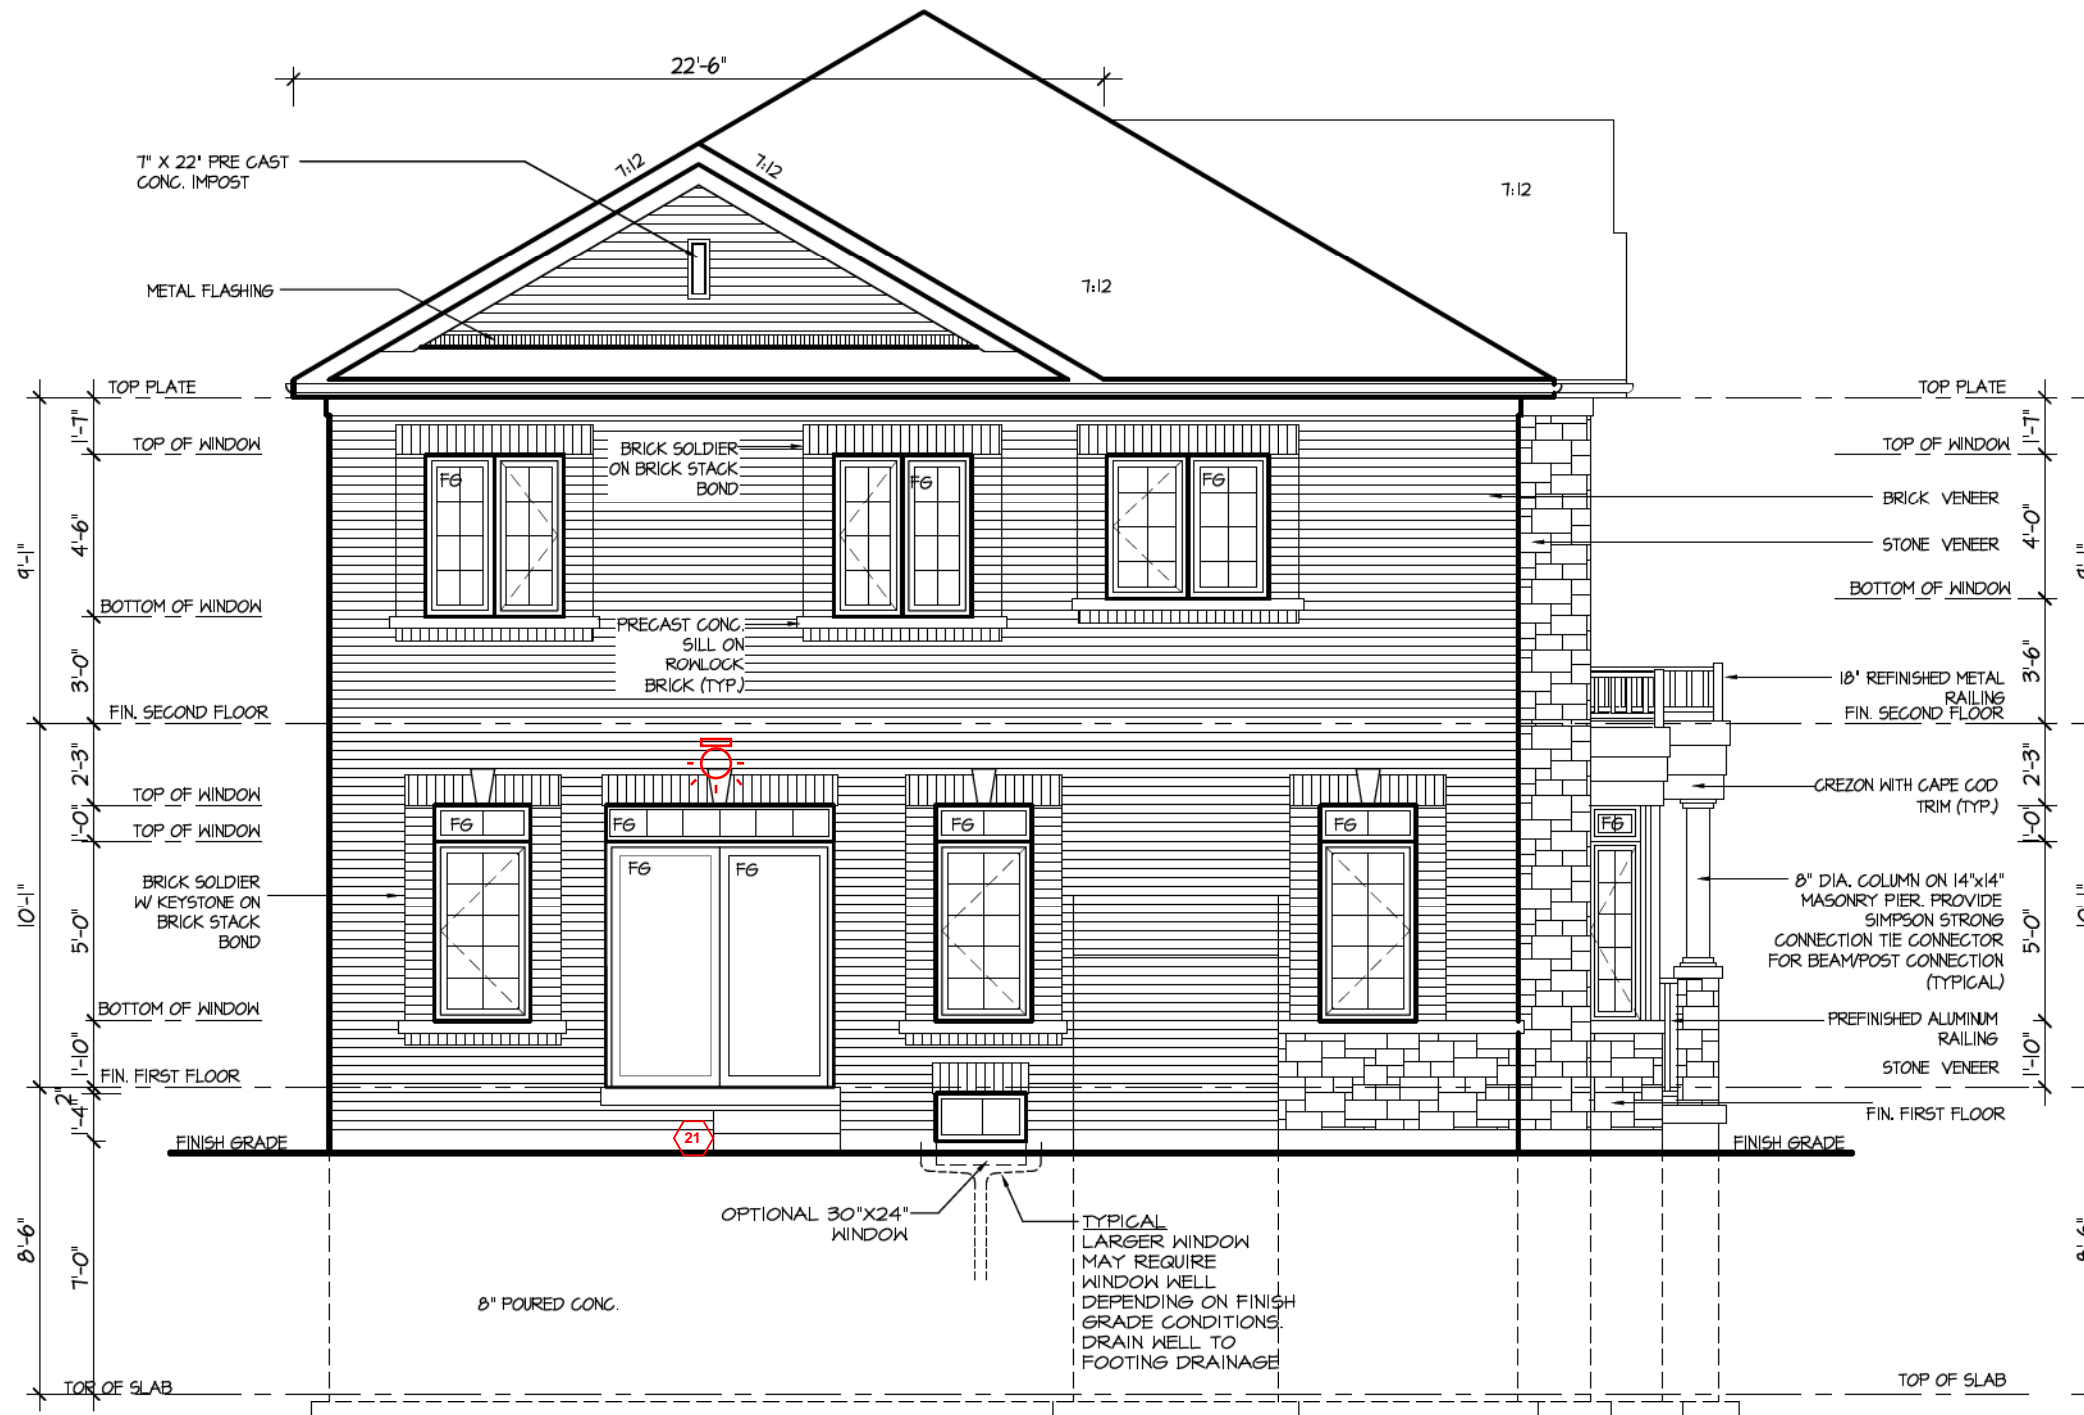 22'-6"
7" X 22" PRE CAST
CONC. IMPOST
7:12
7:12
7:12
7:12
METAL FLASHING
TOP PLATE
TOP PLATE
1'-7"
TOP OF WINDOW
BRICK SOLDIER
ON BRICK STACK
BOND
TOP OF WINDOW
1'-7"
FG
FG
FG
BRICK VENEER
4'-6"
9'-1"
STONE VENEER
4'-0"
BOTTOM OF WINDOW
BOTTOM OF WINDOW
PRECAST CONC.
SILL ON
ROWLOCK
BRICK (TYP.)
3'-0"
3'-6"
18" REFINISHED METAL
RAILING
FIN. SECOND FLOOR
FIN. SECOND FLOOR
2'-3"
2'-3"
TOP OF WINDOW
CREZON WITH CAPE COD
TRIM (TYP.)
1'-0"
TOP OF WINDOW
FG
FG
FG
FG
FG
1'-0"
FG
FG
BRICK SOLDIER
W/ KEYSTONE ON
BRICK STACK
BOND
10'-1"
5'-0"
8" DIA. COLUMN ON 14"x14"
MASONRY PIER. PROVIDE
SIMPSON STRONG
CONNECTION TIE CONNECTOR
FOR BEAM/POST CONNECTION
(TYPICAL)
5'-0"
BOTTOM OF WINDOW
PREFINISHED ALUMINUM
RAILING
1'-10"
1'-10"
FIN. FIRST FLOOR
STONE VENEER
2"
1'-4"
FIN. FIRST FLOOR
21
FINISH GRADE
FINISH GRADE
OPTIONAL 30"X24"
WINDOW
TYPICAL
LARGER WINDOW
MAY REQUIRE
WINDOW WELL
DEPENDING ON FINISH
GRADE CONDITIONS.
DRAIN WELL TO
FOOTING DRAINAGE
8'-6"
7'-0"
8" POURED CONC.
TOP OF SLAB
TOP OF SLAB